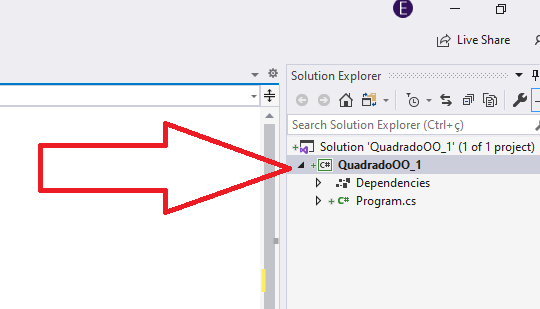 E
Live Share
Solution Explorer
Search Solution Explorer (Ctrl+ç)
Solution 'QuadradoOO_1' (1 of 1 project)
C# QuadradoOO_1
Dependencies
C# Program.cs